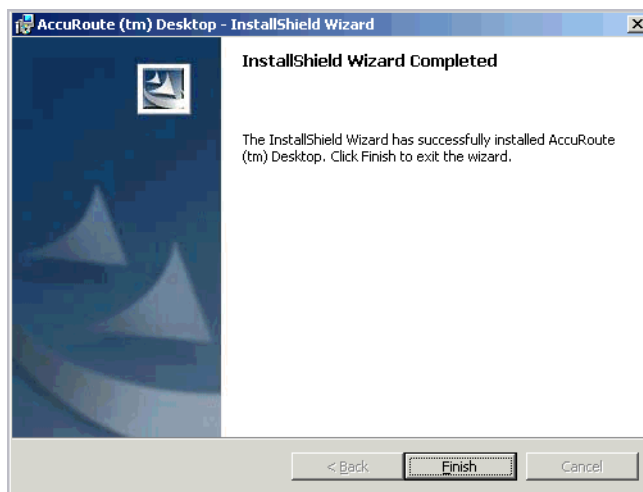 AccuRoute (tm) Desktop - InstallShield Wizard
InstallShield Wizard Completed
The InstallShield Wizard has successfully installed AccuRoute
(tm) Desktop. Click Finish to exit the wizard.
< Back
Finish
Cancel